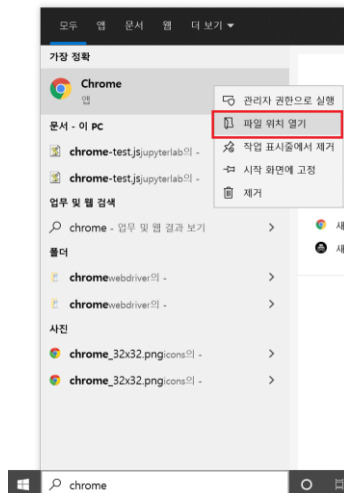 모두 앱 문서 웹 더 보기
가장 정확
Chrome
앱
관리자 권한으로 실행
파일 위치 열기
작업 표시줄에서 제거
시작 화면에 고정
제거
문서 - 이 PC
chrome-test.jsjupyterlab의 -
chrome-test.jsjupyterlab의 -
업무 및 웹 검색
chrome - 업무 및 웹 결과 보기
새
폴더
새
chromewebdriver의 -
chromewebdriver의 -
사진
chrome_32x32.pngicons의 -
chrome_32x32.pngicons의 -
chrome